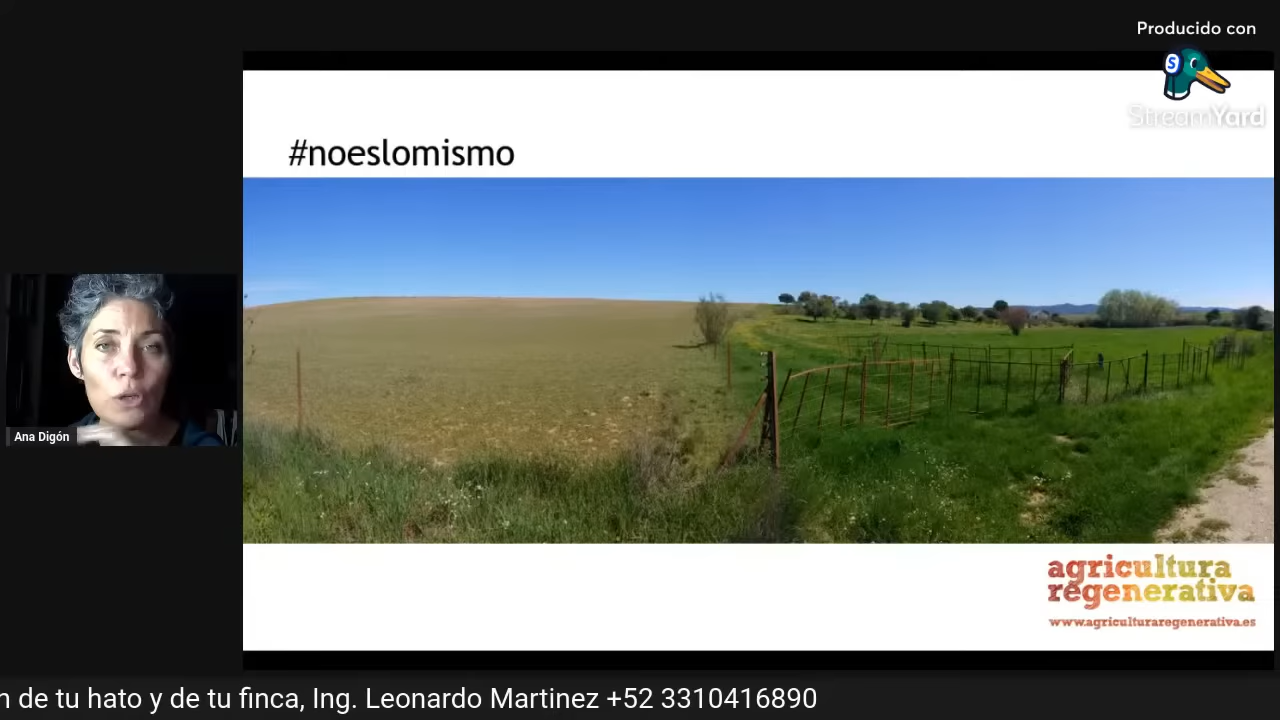 Producido con
StreamYard
#noeslomismo
Ana Digón
agricultura
regenerativa
www.agriculturaregenerativa.es
de tu hato y de tu finca, Ing. Leonardo Martinez +52 3310416890